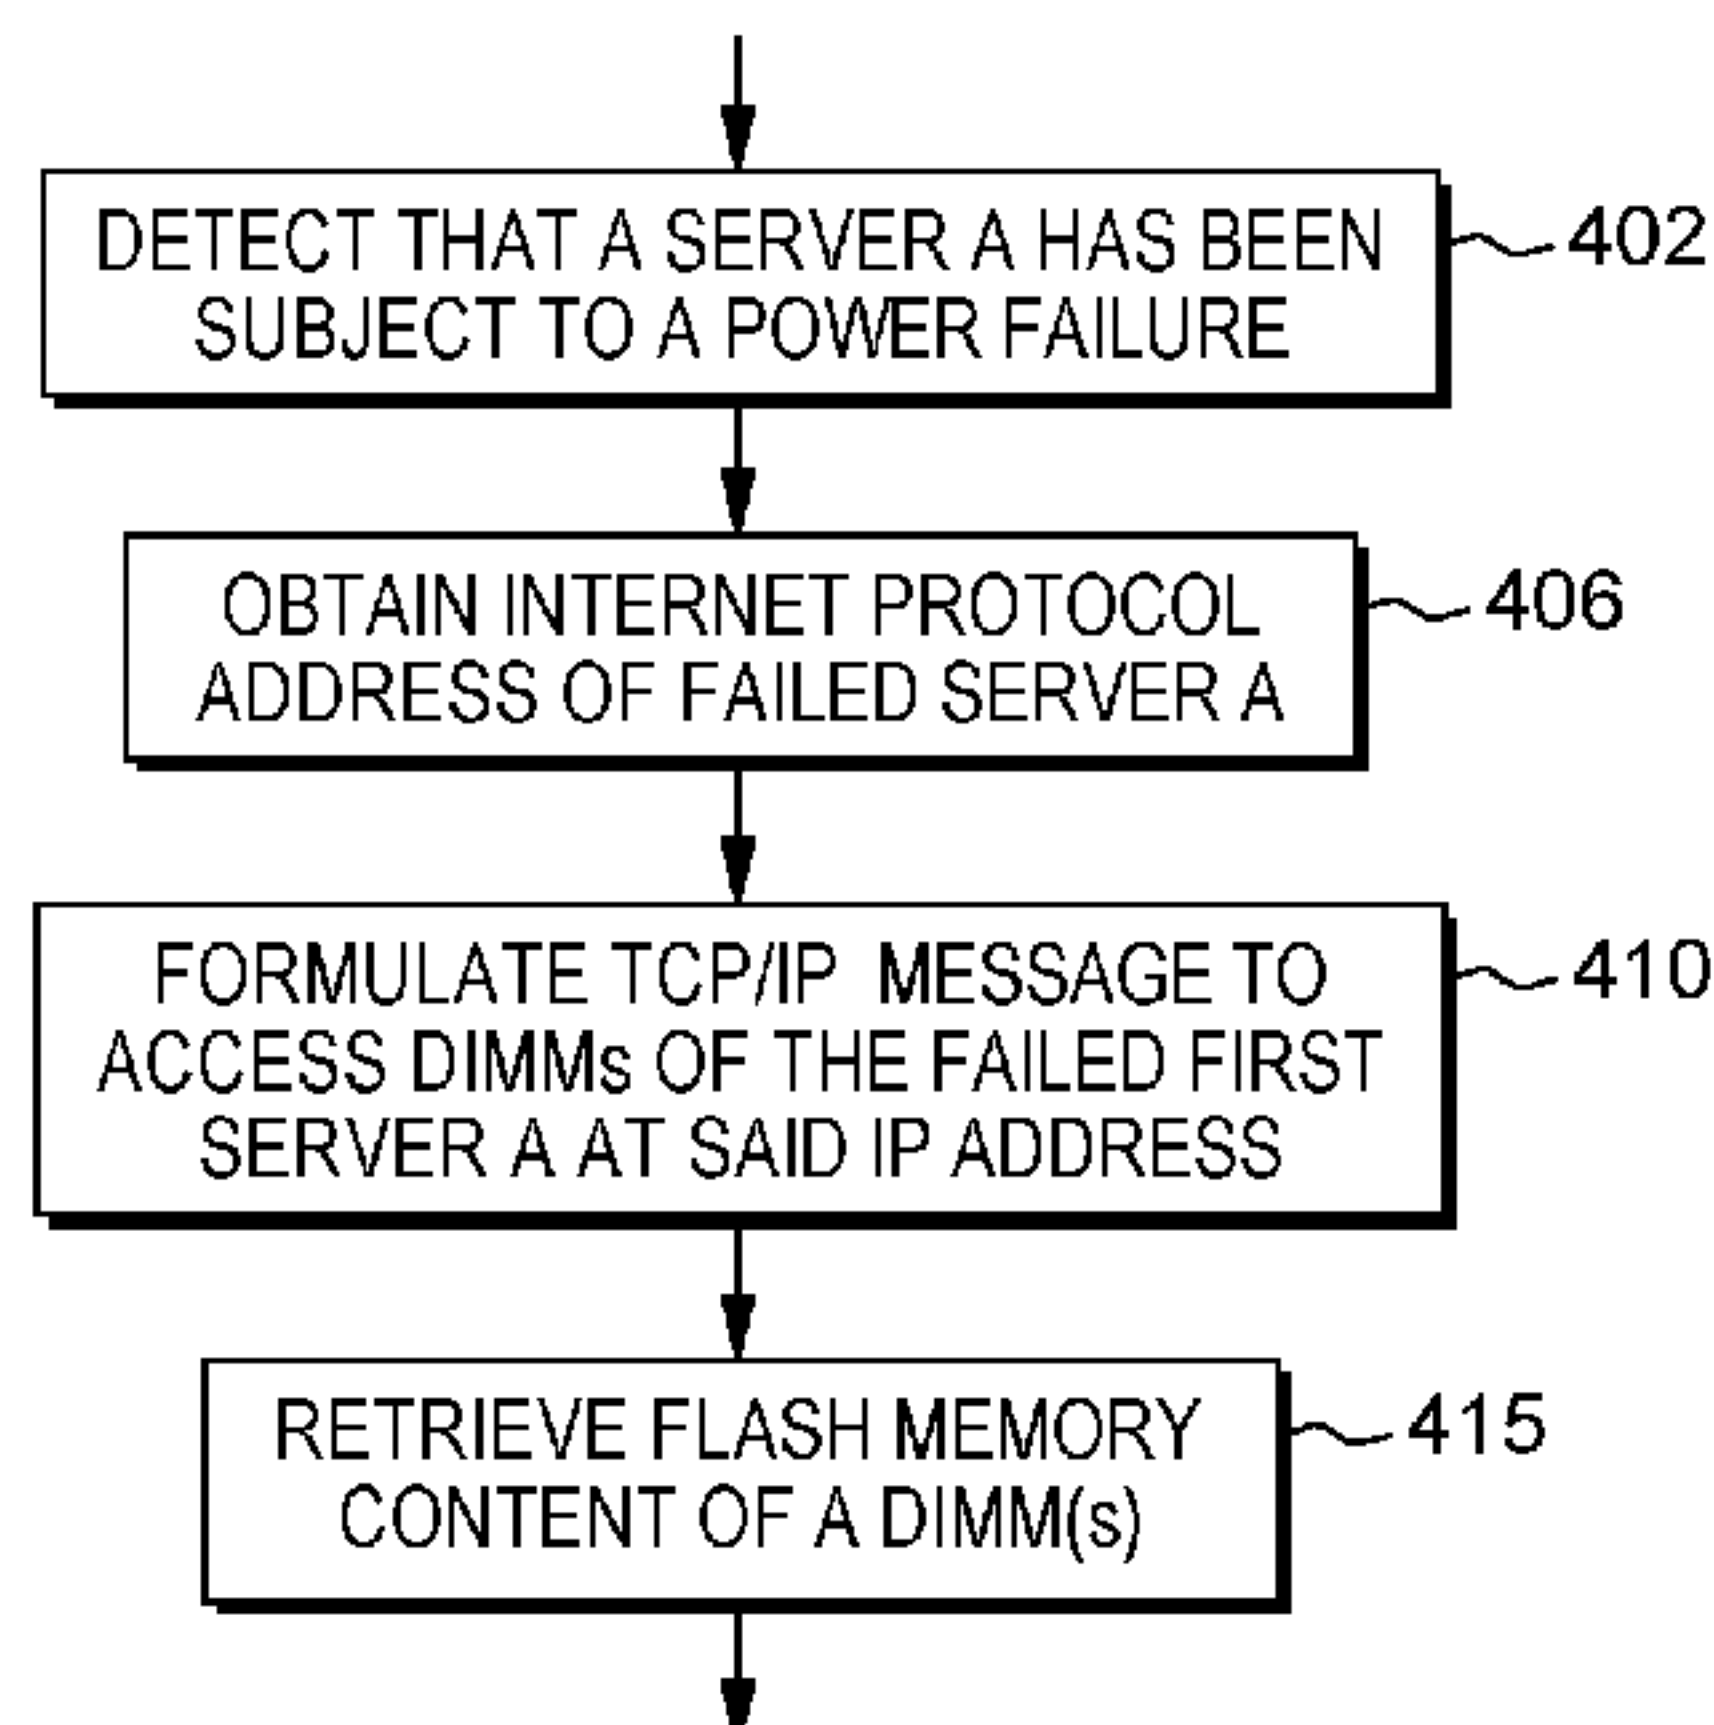 DETECT THAT A SERVER A HAS BEEN
SUBJECT TO A POWER FAILURE
402
OBTAIN INTERNET PROTOCOL
ADDRESS OF FAILED SERVER A
406
FORMULATE TCP/IP MESSAGE TO
ACCESS DIMMs OF THE FAILED FIRST
SERVER A AT SAID IP ADDRESS
410
RETRIEVE FLASH MEMORY
CONTENT OF A DIMM(s)
415